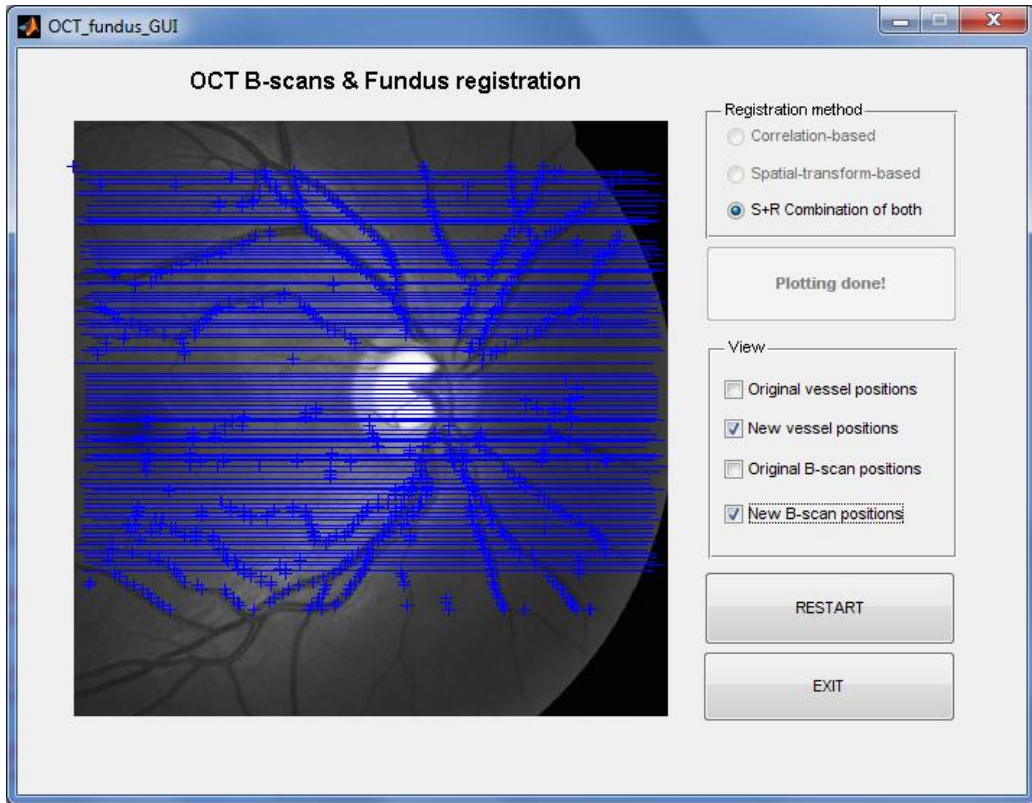 OCT_fundus_GUI
OCT B-scans & Fundus registration
Registration method
Correlation-based
Spatial-transform-based
S+R Combination of both
Plotting done!
View
Original vessel positions
New vessel positions
Original B-scan positions
New B-scan positions
RESTART
EXIT